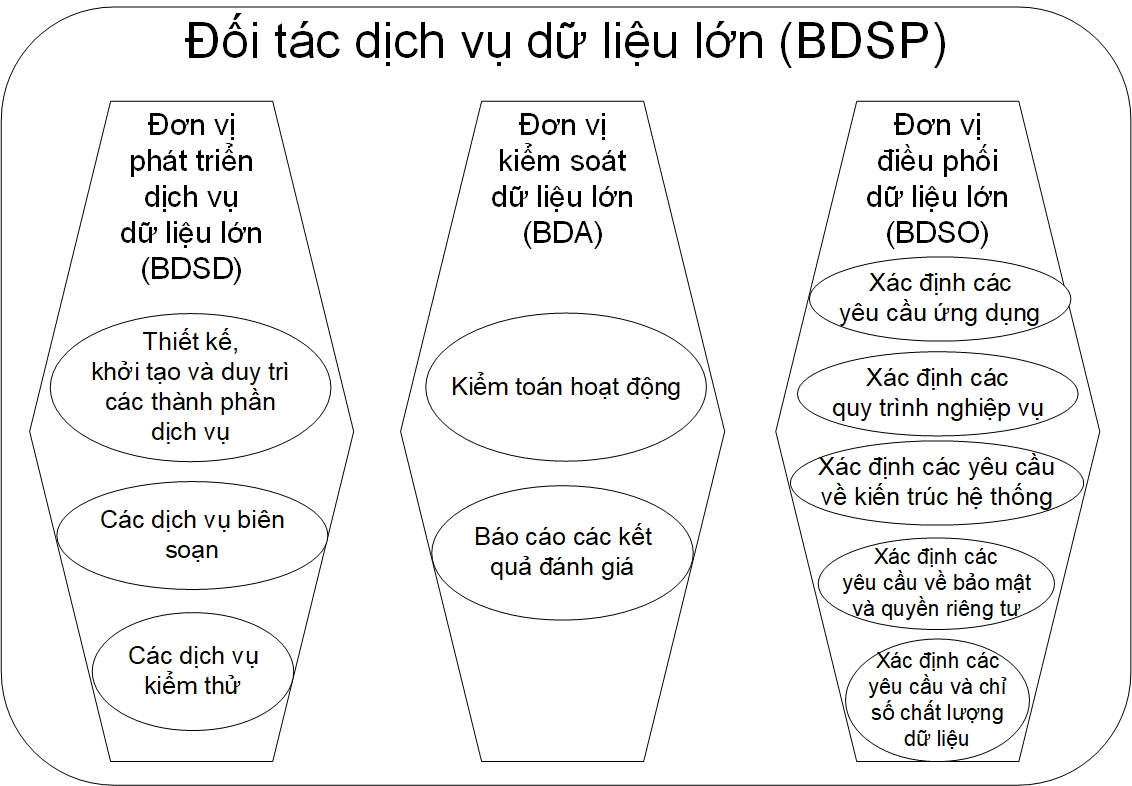 Đối tác dịch vụ dữ liệu lớn (BDSP)
Đơn vị
phát triển
dịch vụ
dữ liệu lớn
(BDSD)
Thiết kế,
khởi tạo và duy trì
các thành phần
dịch vụ
Các dịch vụ biên
soạn
Các dịch vụ
kiểm thử
Đơn vị
kiểm soát
dữ liệu lớn
(BDA)
Kiểm toán hoạt động
Báo cáo các kết
quả đánh giá
Đơn vị
điều phối
dữ liệu lớn
(BDSO)
Xác định các
yêu cầu ứng dụng
Xác định các
quy trình nghiệp vụ
Xác định các yêu cầu
về kiến trúc hệ thống
Xác định các
yêu cầu về bảo mật
và quyền riêng tư
Xác định các
yêu cầu và chỉ
số chất lượng
dữ liệu